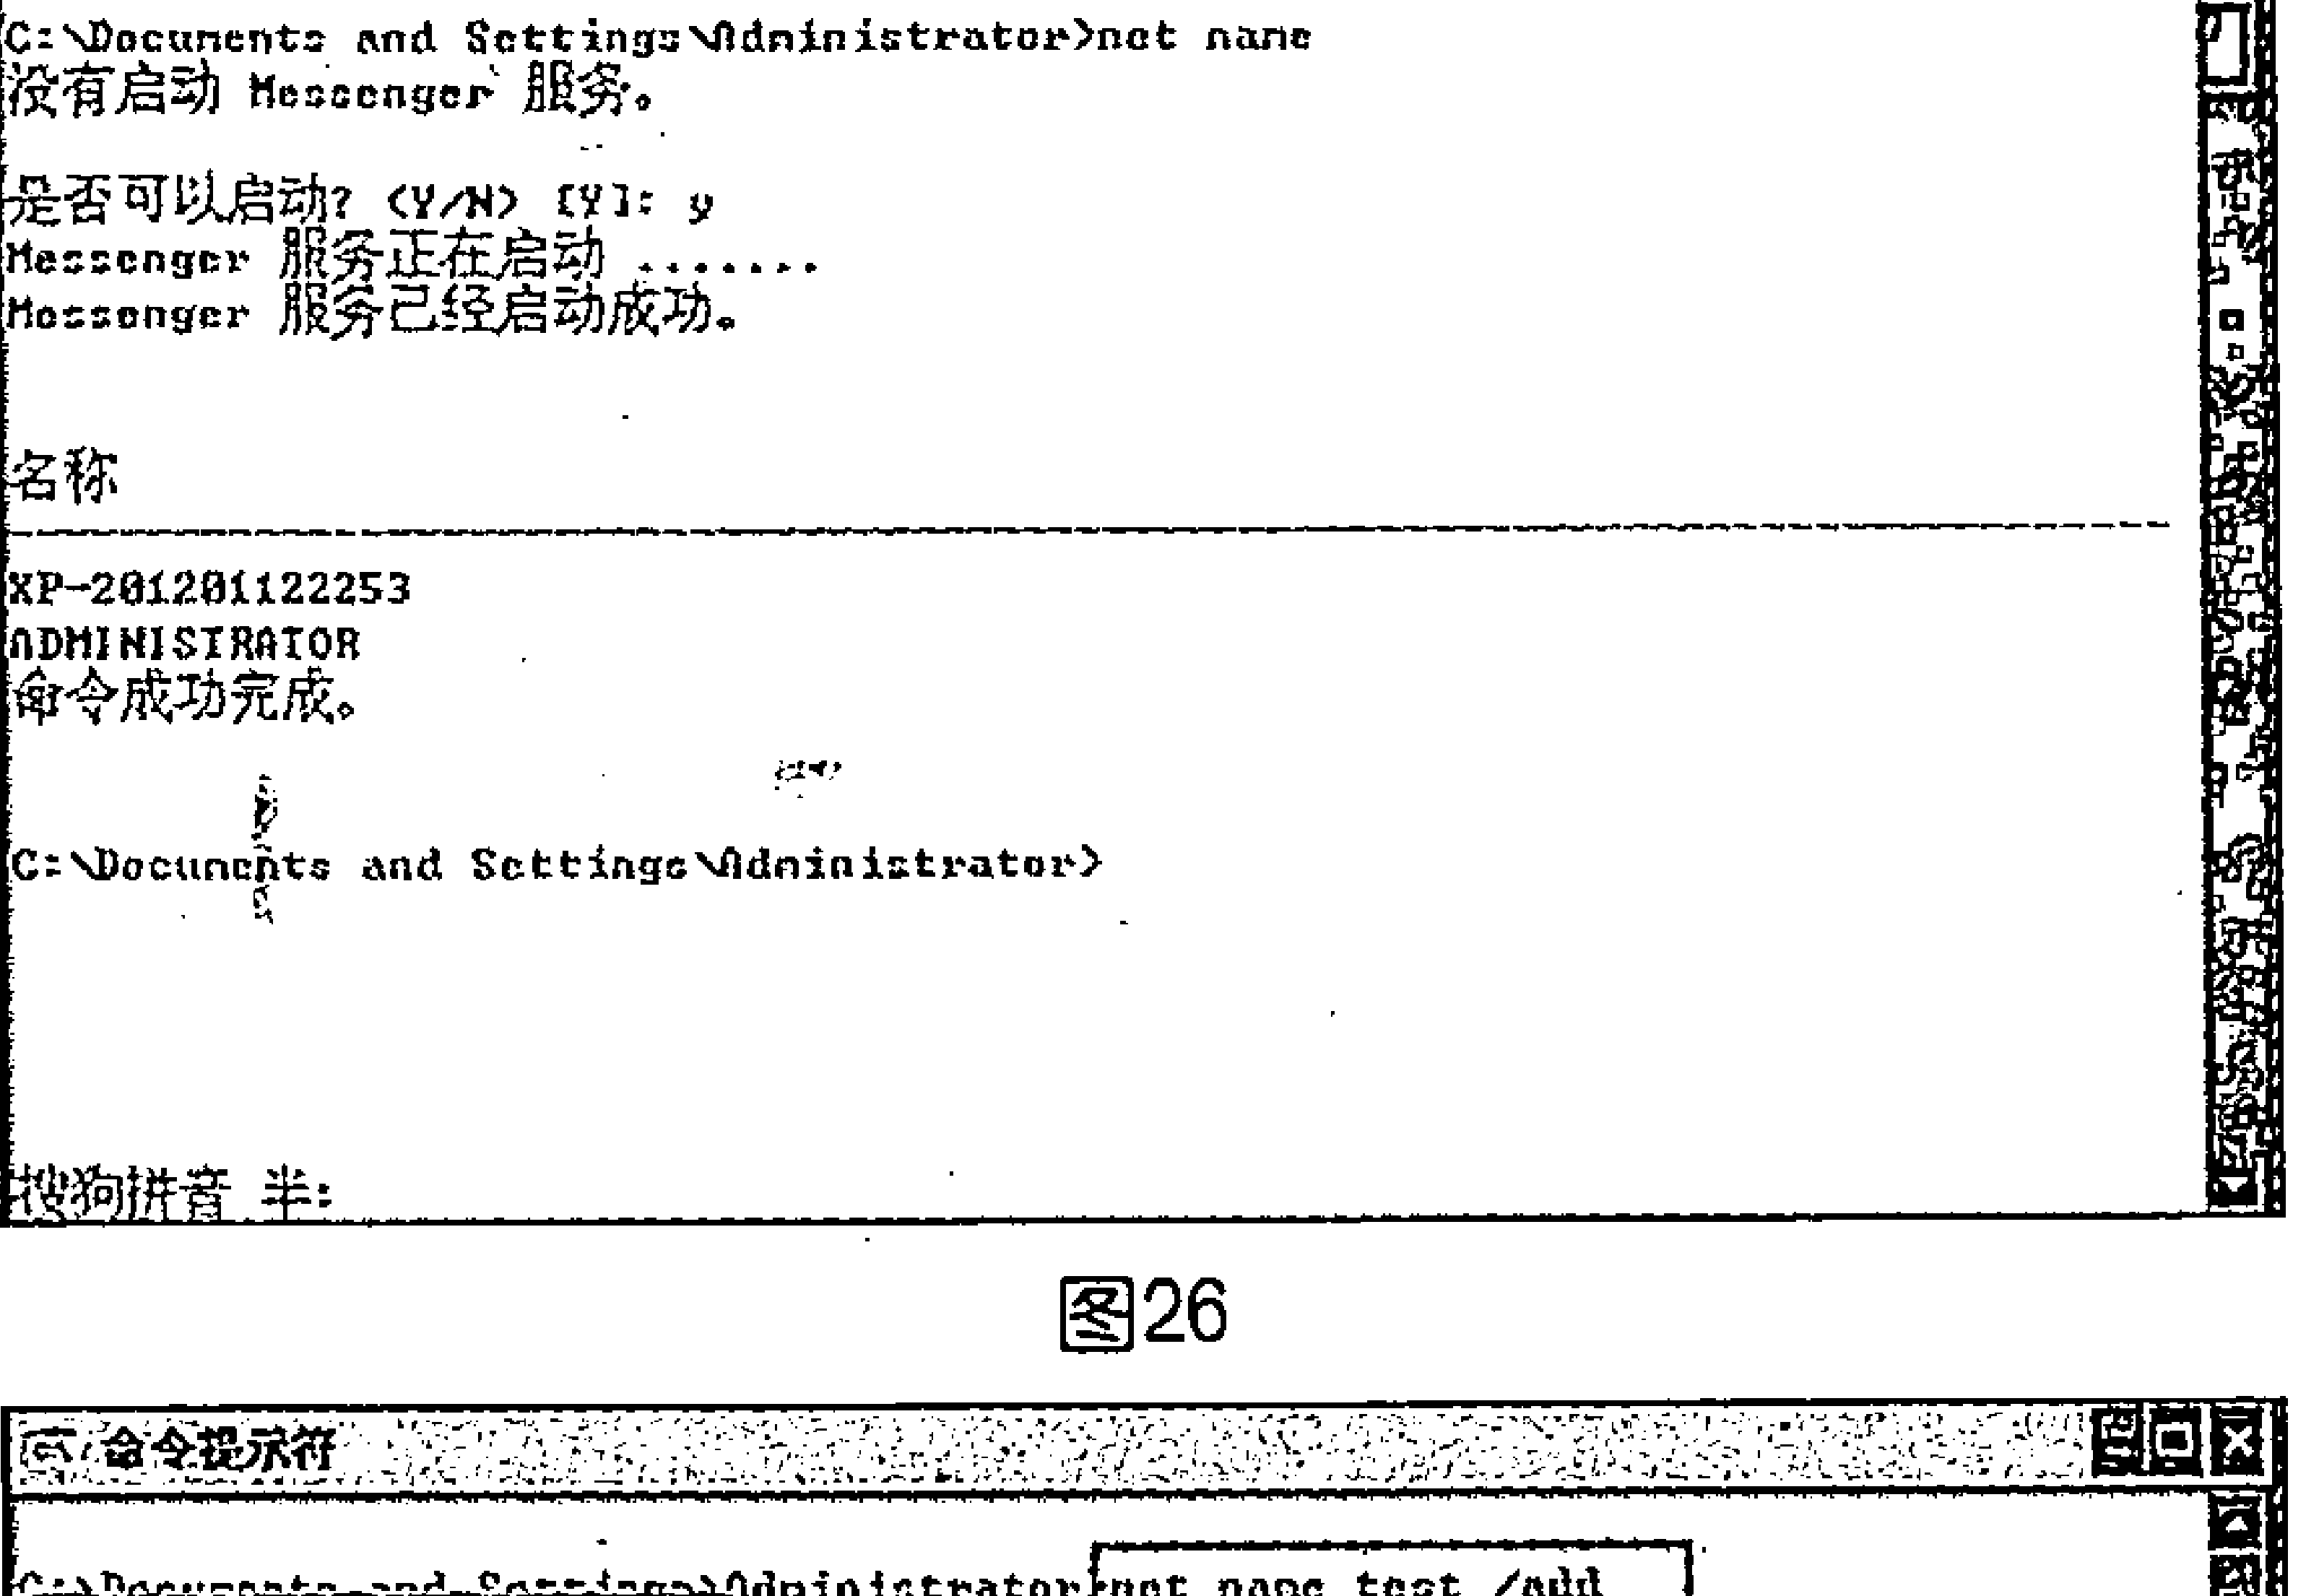 C:\Documents and Settings\Administrator>net name
没有启动 Messenger 服务。
是否可以启动? (Y/N) [Y]: y
Messenger 服务正在启动 .......
Messenger 服务已经启动成功。
名称
XP-201201122253
ADMINISTRATOR
命令成功完成。
C:\Documents and Settings\Administrator>
搜狗拼音 半:
图26
命令提示符
C:\Documents and Settings\Administrator>net name test /add